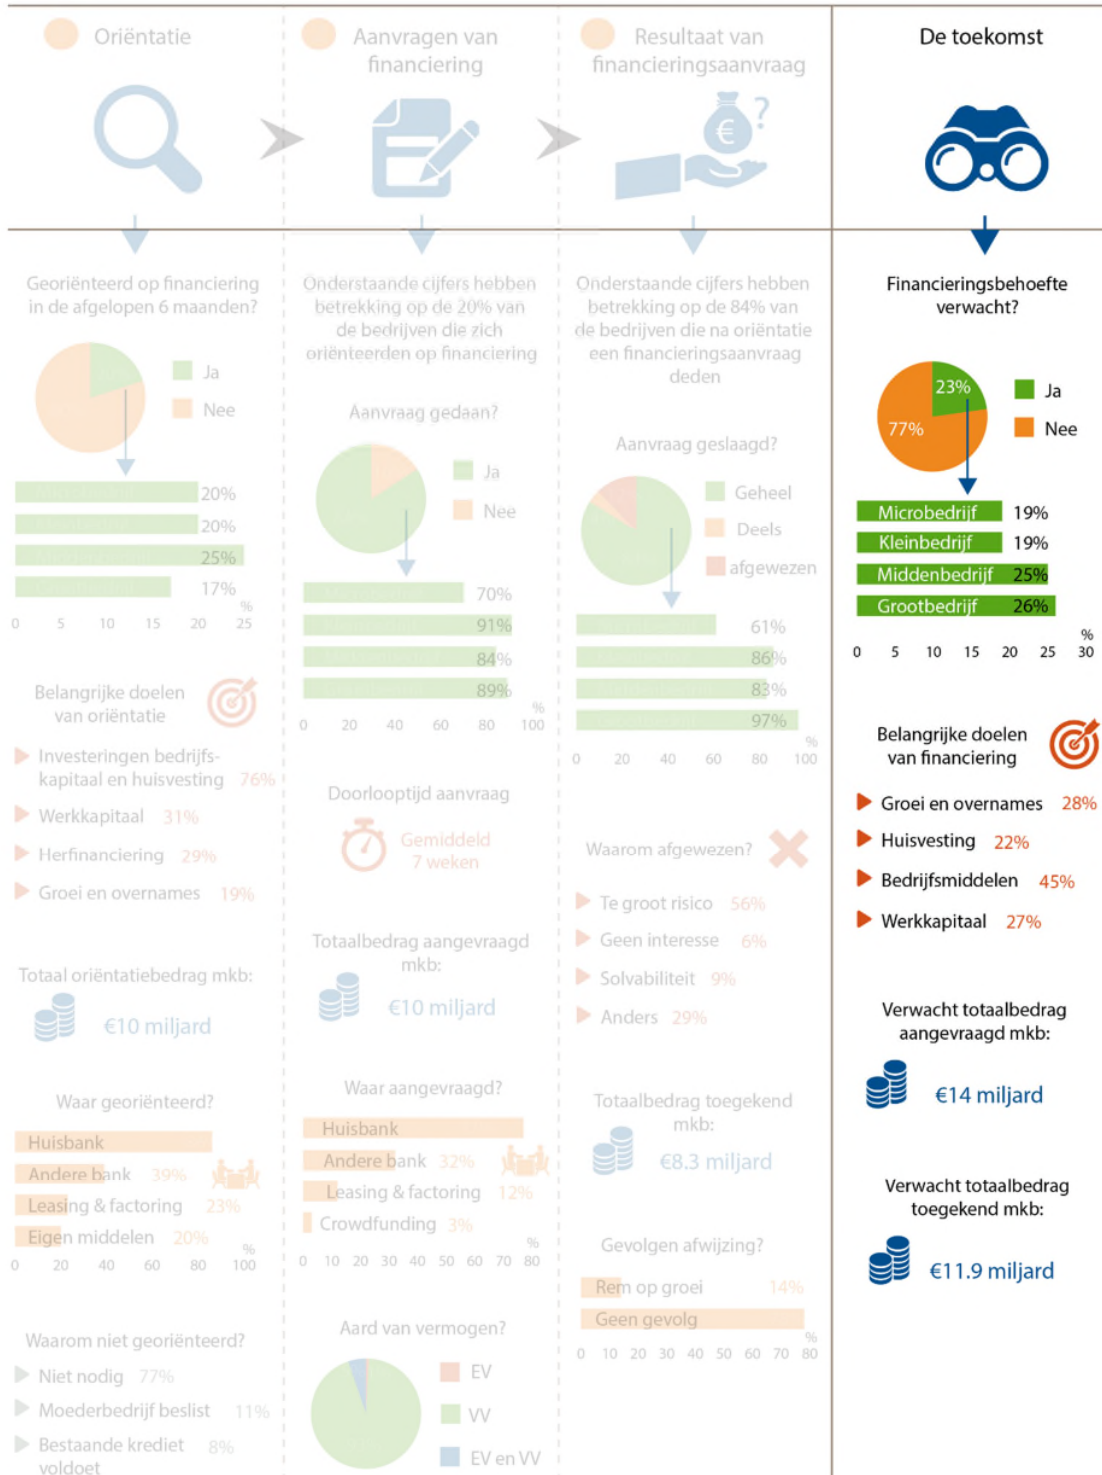 Oriëntatie
Georiënteerd op financiering
in de afgelopen 6 maanden?
Ja
Nee
20%
20%
25%
17%
%
0 5 10 15 20 25
Belangrijke doelen
van oriëntatie
Investeringen bedrijfs-
kapitaal en huisvesting 76%
Werkkapitaal 31%
Herfinanciering 29%
Groei en overnames 19%
Totaal oriëntatiebedrag mkb:
€10 miljard
Waar georiënteerd?
Huisbank
Andere bank 39%
Leasing & factoring 23%
Eigen middelen 20%
%
0 20 40 60 80 100
Waarom niet georiënteerd?
Niet nodig 77%
Moederbedrijf beslist 11%
Bestaande krediet 8%
voldoet
Aanvragen van
financiering
Onderstaande cijfers hebben
betrekking op de 20% van
de bedrijven die zich
oriënteerden op financiering
Aanvraag gedaan?
Ja
Nee
70%
91%
84%
89%
%
0 20 40 60 80 100
Doorlooptijd aanvraag
Gemiddeld
7 weken
Totaalbedrag aangevraagd
mkb:
€10 miljard
Waar aangevraagd?
Huisbank
Andere bank 32%
Leasing & factoring 12%
Crowdfunding 3%
%
0 10 20 30 40 50 60 70 80
Aard van vermogen?
EV
VV
EV en VV
Resultaat van
financieringsaanvraag
€ ?
Onderstaande cijfers hebben
betrekking op de 84% van
de bedrijven die na oriëntatie
een financieringsaanvraag
deden
Aanvraag geslaagd?
Geheel
Deels
afgewezen
61%
86%
83%
97%
%
0 20 40 60 80 100
Waarom afgewezen?
Te groot risico 56%
Geen interesse 6%
Solvabiliteit 9%
Anders 29%
Totaalbedrag toegekend
mkb:
€8.3 miljard
Gevolgen afwijzing?
Rem op groei 14%
Geen gevolg
%
0 10 20 30 40 50 60 70 80
De toekomst
Financieringsbehoefte
verwacht?
23%
77%
Ja
Nee
Microbedrijf 19%
Kleinbedrijf 19%
Middenbedrijf 25%
Grootbedrijf 26%
%
0 5 10 15 20 25 30
Belangrijke doelen
van financiering
Groei en overnames 28%
Huisvesting 22%
Bedrijfsmiddelen 45%
Werkkapitaal 27%
Verwacht totaalbedrag
aangevraagd mkb:
€14 miljard
Verwacht totaalbedrag
toegekend mkb:
€11.9 miljard